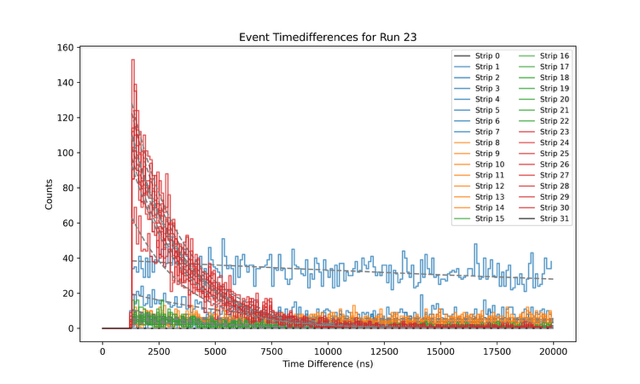 Event Timedifferences for Run 23
160
140
120
100
80
60
40
20
0
Counts
0 2500 5000 7500 10000 12500 15000 17500 20000
Time Difference (ns)
Strip 0
Strip 1
Strip 2
Strip 3
Strip 4
Strip 5
Strip 6
Strip 7
Strip 8
Strip 9
Strip 10
Strip 11
Strip 12
Strip 13
Strip 14
Strip 15
Strip 16
Strip 17
Strip 18
Strip 19
Strip 20
Strip 21
Strip 22
Strip 23
Strip 24
Strip 25
Strip 26
Strip 27
Strip 28
Strip 29
Strip 30
Strip 31